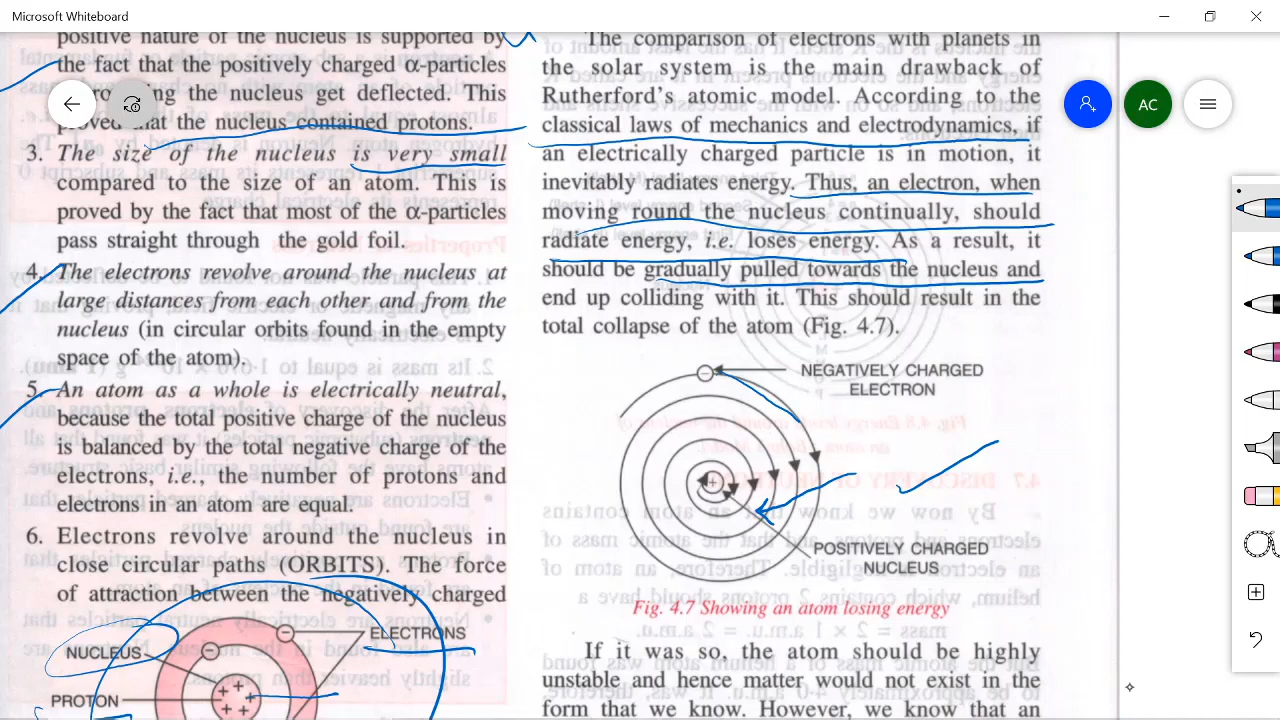 Microsoft Whiteboard
AC
positive nature of the nucleus is supported by
the fact that the positively charged α-particles
the nucleus get deflected. This
proved that the nucleus contained protons.
3. The size of the nucleus is very small
compared to the size of an atom. This is
proved by the fact that most of the α-particles
pass straight through the gold foil.
4. The electrons revolve around the nucleus at
large distances from each other and from the
nucleus (in circular orbits found in the empty
space of the atom).
5. An atom as a whole is electrically neutral,
because the total positive charge of the nucleus
is balanced by the total negative charge of the
electrons, i.e., the number of protons and
electrons in an atom are equal.
6. Electrons revolve around the nucleus in
close circular paths (ORBITS). The force
of attraction between the negatively charged
ELECTRONS
NUCLEUS
PROTON
The comparison of electrons with planets in
the solar system is the main drawback of
Rutherford's atomic model. According to the
classical laws of mechanics and electrodynamics, if
an electrically charged particle is in motion, it
inevitably radiates energy. Thus, an electron, when
moving round the nucleus continually, should
radiate energy, i.e. loses energy. As a result, it
should be gradually pulled towards the nucleus and
end up colliding with it. This should result in the
total collapse of the atom (Fig. 4.7).
NEGATIVELY CHARGED
ELECTRON
POSITIVELY CHARGED
NUCLEUS
Fig. 4.7 Showing an atom losing energy
If it was so, the atom should be highly
unstable and hence matter would not exist in the
form that we know. However, we know that an